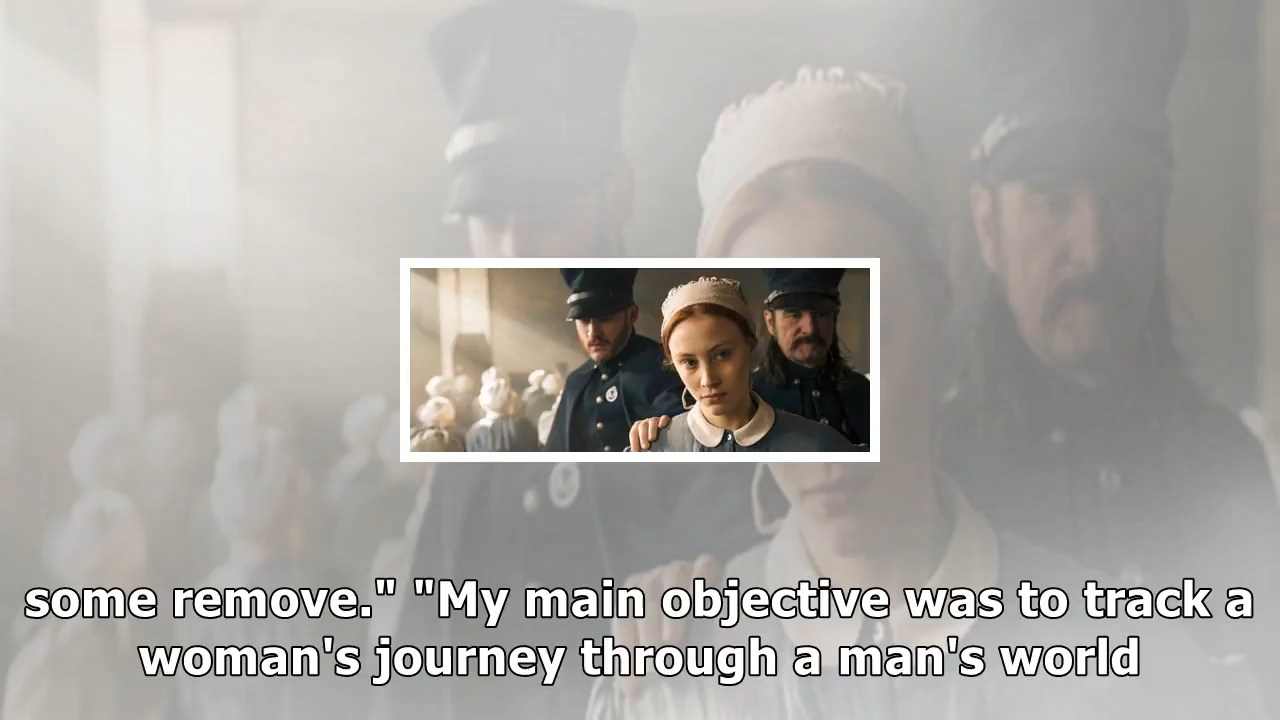 some remove." "My main objective was to track a
woman's journey through a man's world